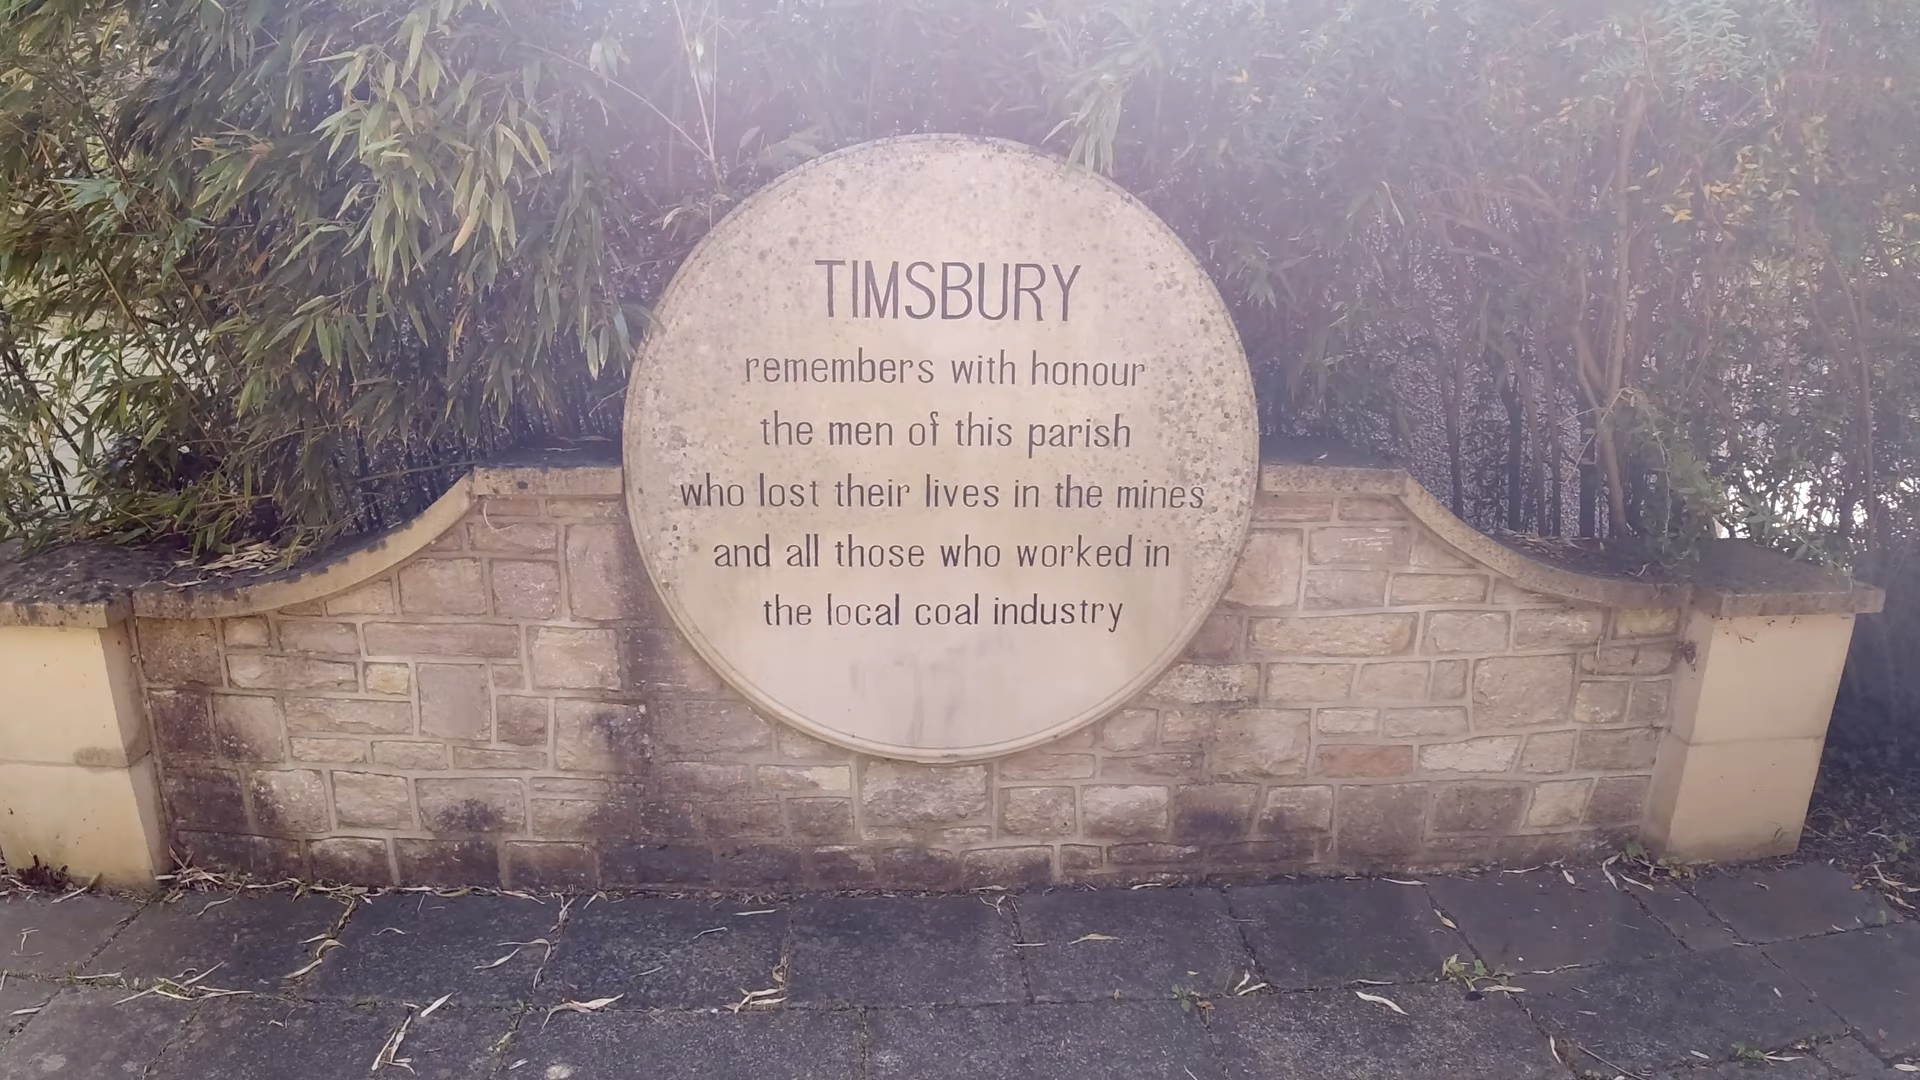 TIMSBURY
remembers with honour
the men of this parish
who lost their lives in the mines
and all those who worked in
the local coal industry